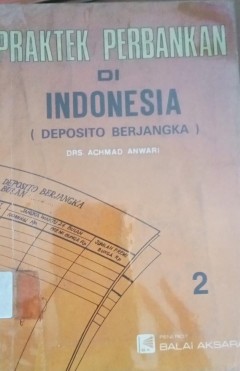 PRAKTEK PERBANKAN
DI
INDONESIA
( DEPOSITO BERJANGKA )
DRS. ACHMAD ANWARI
DEPOSITO BERJANGKA
2
BALAI AKSARA